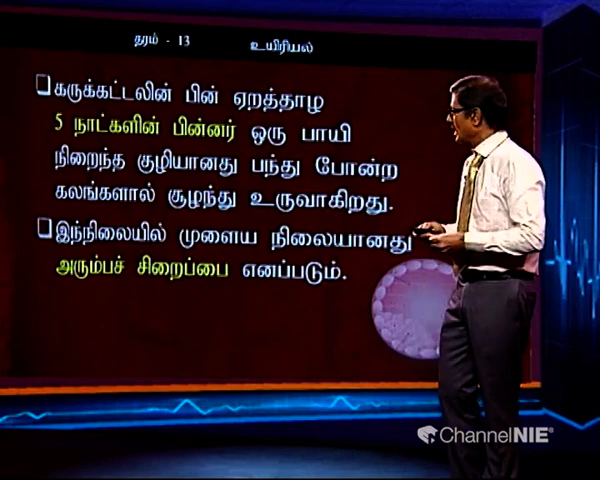 தரம் - 13 உயிரியல்
கருக்கட்டலின் பின் ஏறத்தாழ
5 நாட்களின் பின்னர் ஒரு பாயி
நிறைந்த குழியானது பந்து போன்ற
கலங்களால் சூழந்து உருவாகிறது.
இந்நிலையில் முளைய நிலையானது
அரும்பச் சிறைப்பை எனப்படும்.
ChannelNIE